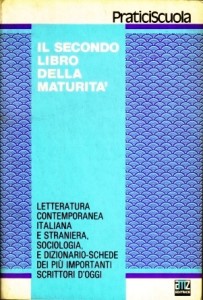 PraticiScuola
IL SECONDO
LIBRO
DELLA
MATURITA'
LETTERATURA
CONTEMPORANEA
ITALIANA
E STRANIERA,
SOCIOLOGIA,
E DIZIONARIO-SCHEDE
DEI PIÙ IMPORTANTI
SCRITTORI D'OGGI